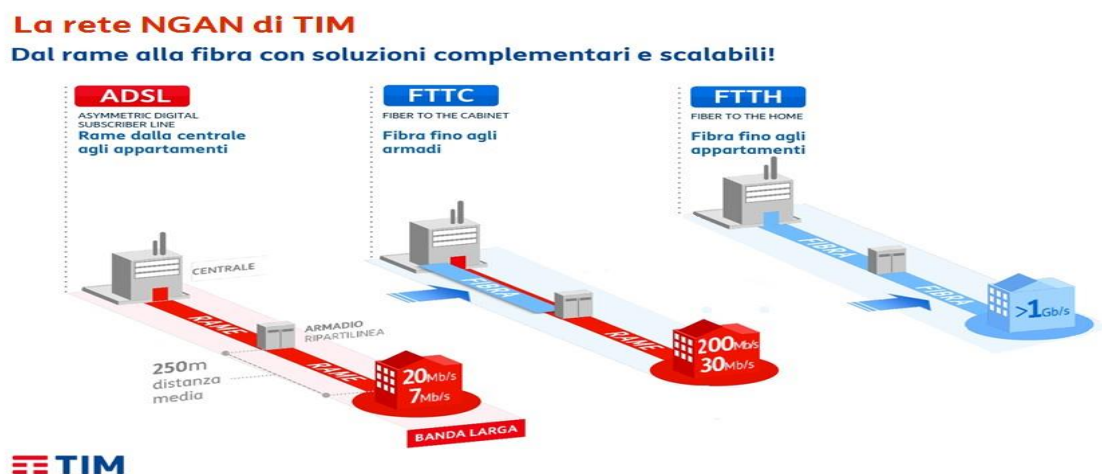 La rete NGAN di TIM
Dal rame alla fibra con soluzioni complementari e scalabili!
ADSL
ASYMMETRIC DIGITAL
SUBSCRIBER LINE
Rame dalla centrale
agli appartamenti
CENTRALE
RAME
ARMADIO
RIPARTILINEA
RAME
250m
distanza
media
20Mb/s
7Mb/s
BANDA LARGA
FTTC
FIBER TO THE CABINET
Fibra fino agli
armadi
FIBRA
RAME
200Mb/s
30Mb/s
FTTH
FIBER TO THE HOME
Fibra fino agli
appartamenti
FIBRA
FIBRA
>1Gb/s
TIM